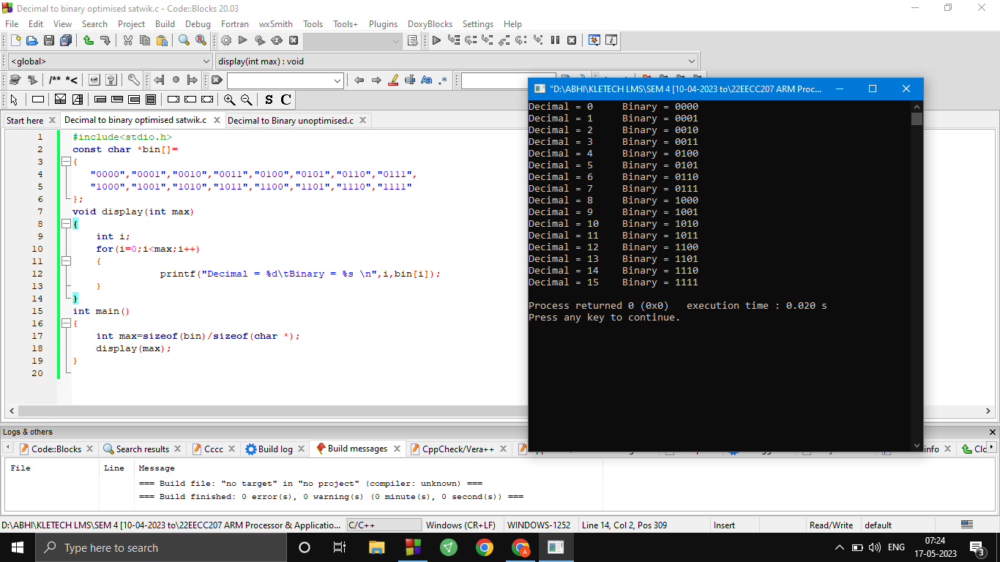 Decimal to binary optimised satwik.c - Code::Blocks 20.03
File Edit View Search Project Build Debug Fortran wxSmith Tools Tools+ Plugins DoxyBlocks Settings Help
<global> display(int max) : void
/** *<
Aa .*
S C
Start here Decimal to binary optimised satwik.c Decimal to Binary unoptimised.c
1 #include<stdio.h>
2 const char *bin[]=
3 {
4 "0000","0001","0010","0011","0100","0101","0110","0111",
5 "1000","1001","1010","1011","1100","1101","1110","1111"
6 };
7 void display(int max)
8 {
9 int i;
10 for(i=0;i<max;i++)
11 {
12 printf("Decimal = %d\tBinary = %s \n",i,bin[i]);
13 }
14 }
15 int main()
16 {
17 int max=sizeof(bin)/sizeof(char *);
18 display(max);
19 }
20
"D:\ABHI\KLETECH LMS\SEM 4 [10-04-2023 to\22EECC207 ARM Proc...
Decimal = 0 Binary = 0000
Decimal = 1 Binary = 0001
Decimal = 2 Binary = 0010
Decimal = 3 Binary = 0011
Decimal = 4 Binary = 0100
Decimal = 5 Binary = 0101
Decimal = 6 Binary = 0110
Decimal = 7 Binary = 0111
Decimal = 8 Binary = 1000
Decimal = 9 Binary = 1001
Decimal = 10 Binary = 1010
Decimal = 11 Binary = 1011
Decimal = 12 Binary = 1100
Decimal = 13 Binary = 1101
Decimal = 14 Binary = 1110
Decimal = 15 Binary = 1111
Process returned 0 (0x0) execution time : 0.020 s
Press any key to continue.
Logs & others
Code::Blocks Search results Cccc Build log Build messages CppCheck/Vera++ info Clo
File Line Message
=== Build file: "no target" in "no project" (compiler: unknown) ===
=== Build finished: 0 error(s), 0 warning(s) (0 minute(s), 0 second(s)) ===
D:\ABHI\KLETECH LMS\SEM 4 [10-04-2023 to\22EECC207 ARM Processor & Applicatio... C/C++ Windows (CR+LF) WINDOWS-1252 Line 14, Col 2, Pos 309 Insert Read/Write default
Type here to search
ENG 07:24
17-05-2023
3